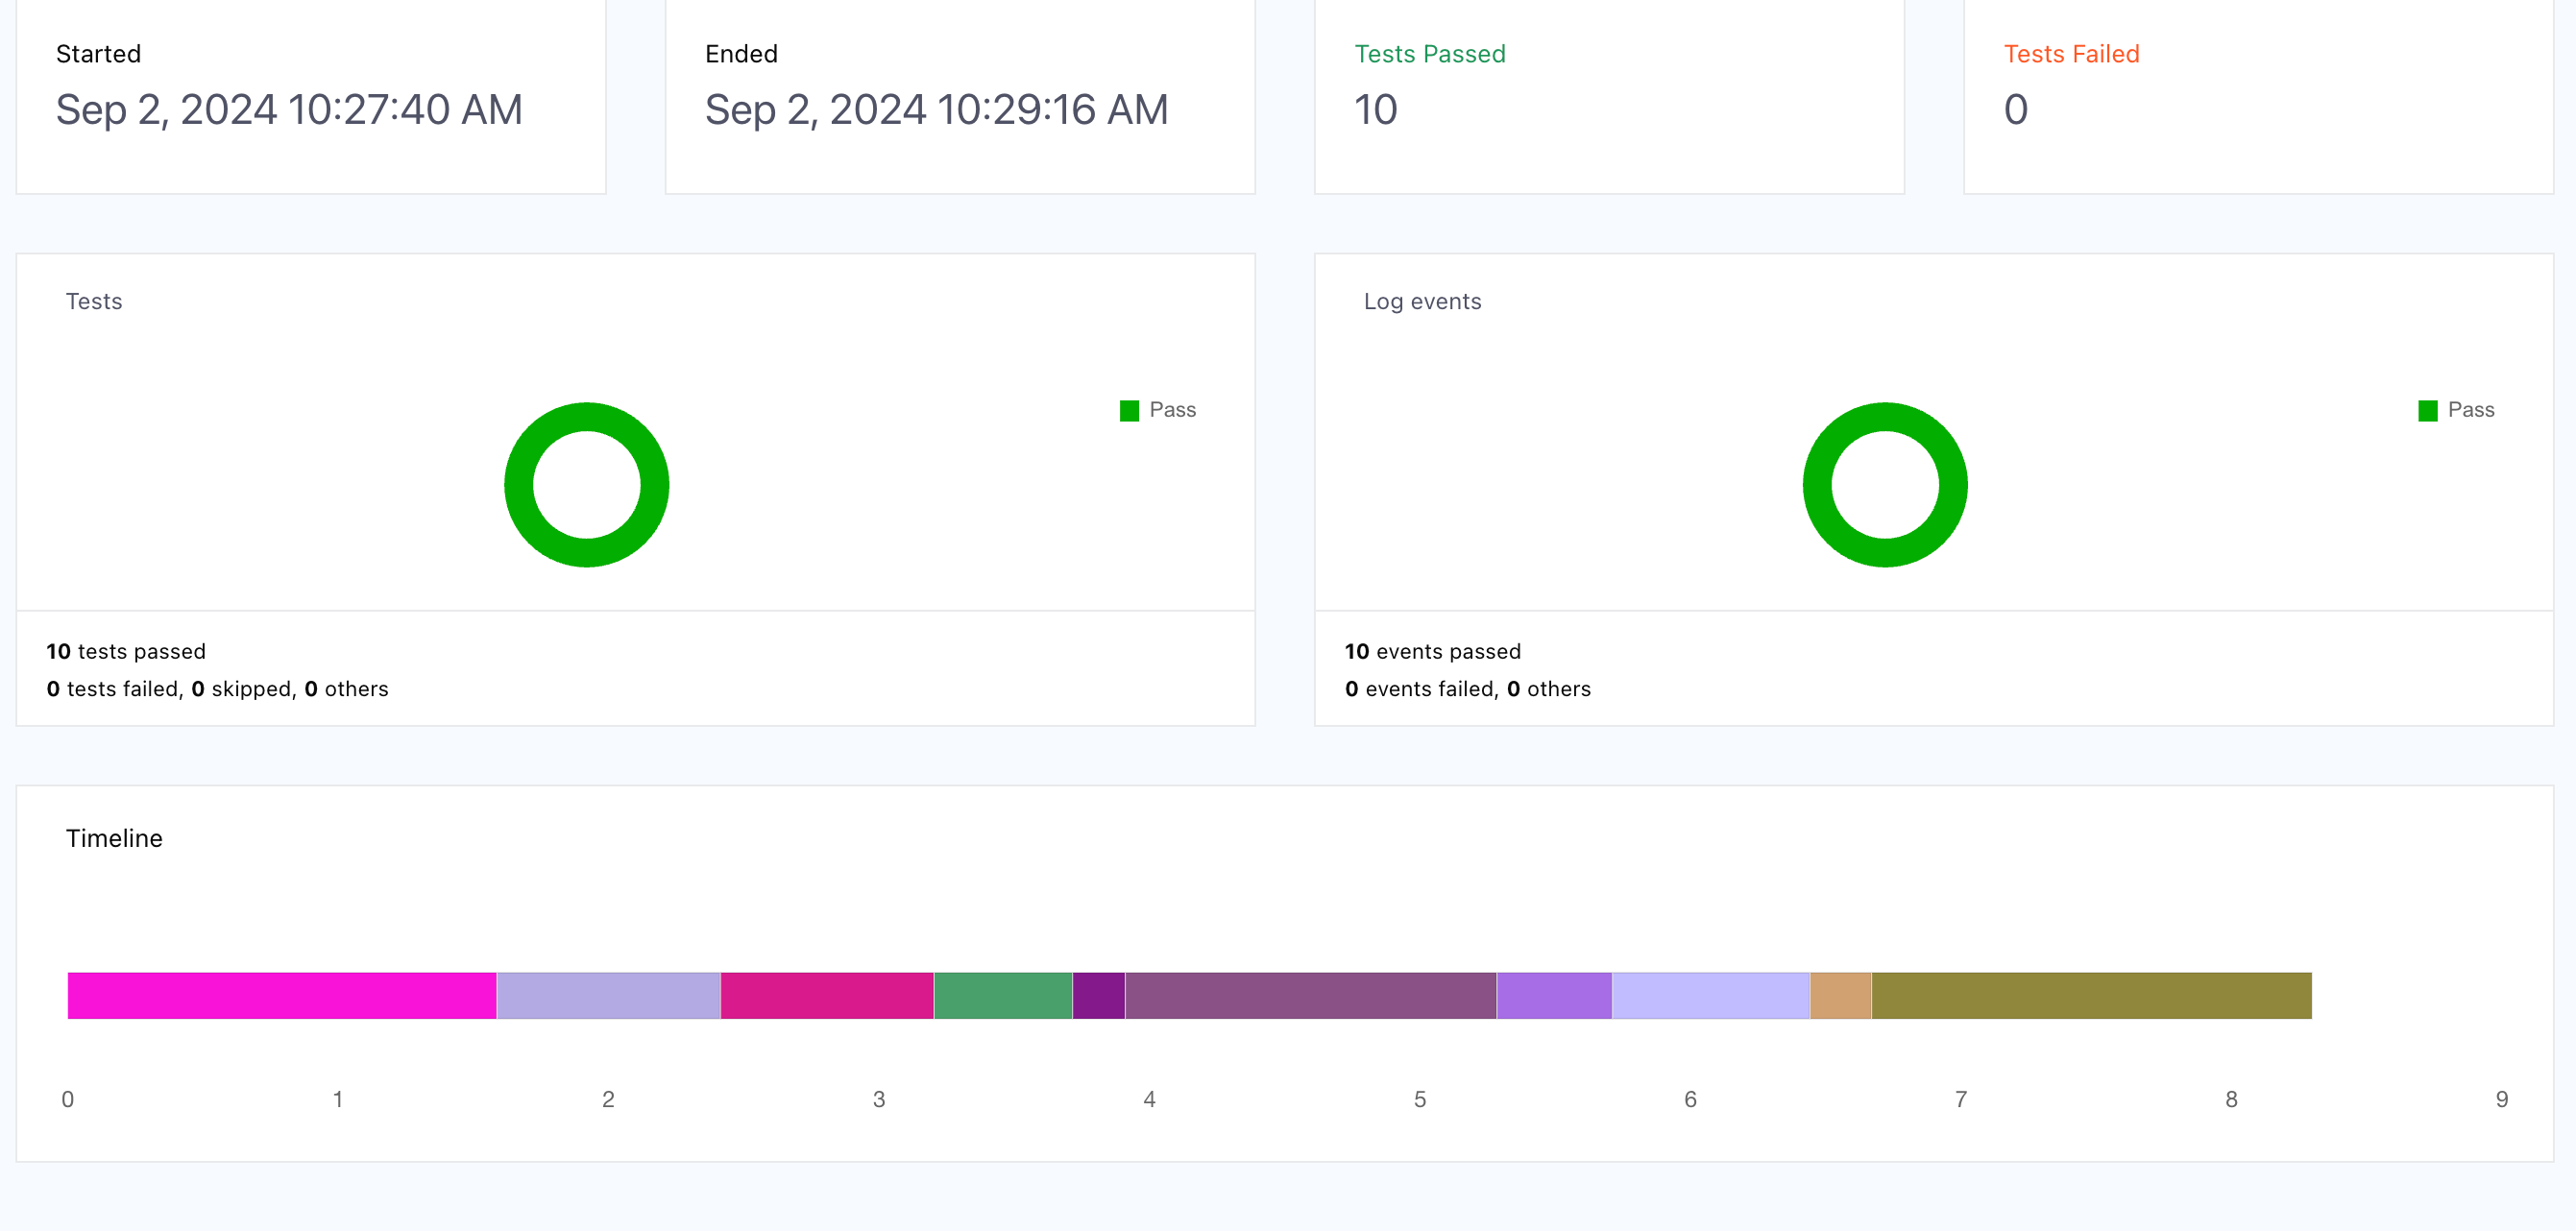 Started
Sep 2, 2024 10:27:40 AM
Ended
Sep 2, 2024 10:29:16 AM
Tests Passed
10
Tests Failed
0
Tests
Pass
10 tests passed
0 tests failed, 0 skipped, 0 others
Log events
Pass
10 events passed
0 events failed, 0 others
Timeline
0 1 2 3 4 5 6 7 8 9